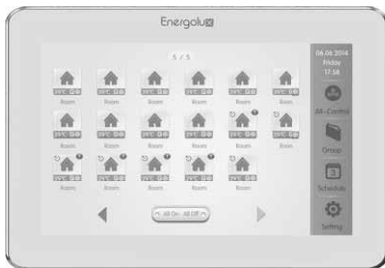 Energolux
5 / 5
06.06.2014
Friday
17:58
Room Room Room Room Room Room
All-Control
Room Room Room Room Room Room
Group
Room Room Room Room Room
Schedule
All On All Off
Setting